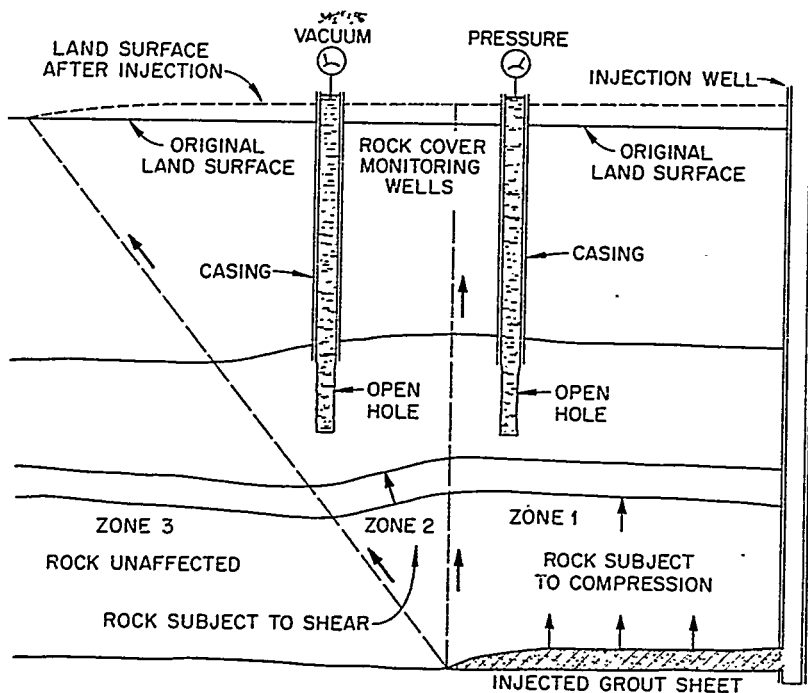 VACUUM
PRESSURE
LAND SURFACE
AFTER INJECTION
INJECTION WELL
ORIGINAL
LAND SURFACE
ROCK COVER
MONITORING
WELLS
ORIGINAL
LAND SURFACE
CASING
CASING
OPEN
HOLE
OPEN
HOLE
ZONE 3
ZONE 2
ZONE 1
ROCK UNAFFECTED
ROCK SUBJECT
TO COMPRESSION
ROCK SUBJECT TO SHEAR
INJECTED GROUT SHEET